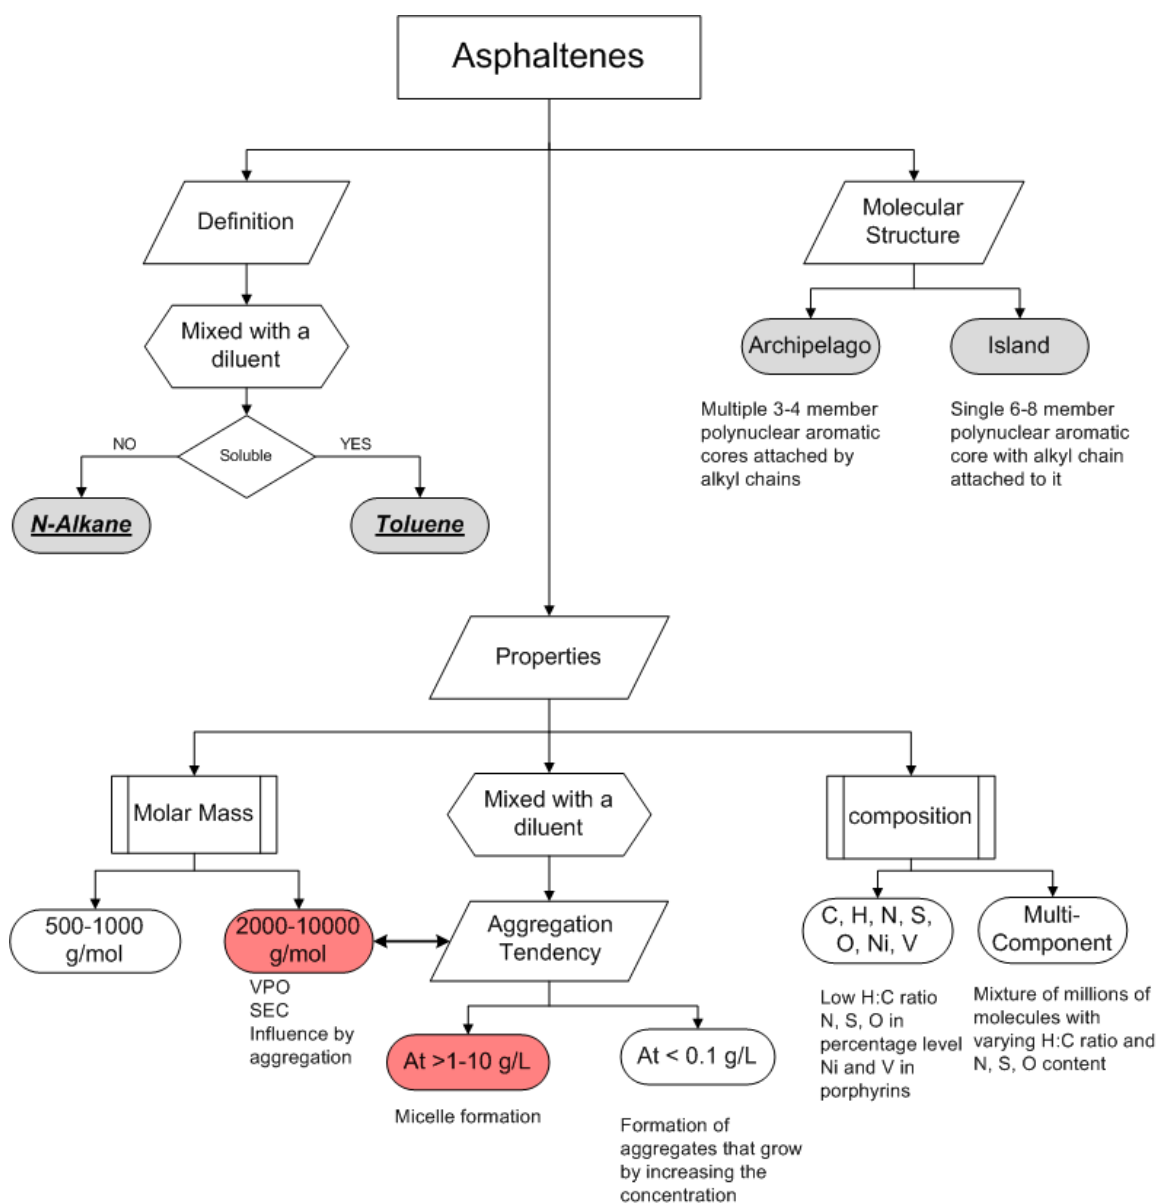 Asphaltenes
Definition
Molecular
Structure
Mixed with a
diluent
Archipelago
Island
Multiple 3-4 member
polynuclear aromatic
cores attached by
alkyl chains
Single 6-8 member
polynuclear aromatic
core with alkyl chain
attached to it
NO
Soluble
YES
N-Alkane
Toluene
Properties
Molar Mass
Mixed with a
diluent
composition
500-1000
g/mol
2000-10000
g/mol
Aggregation
Tendency
C, H, N, S,
O, Ni, V
Multi-
Component
VPO
SEC
Influence by
aggregation
Low H:C ratio
N, S, O in
percentage level
Ni and V in
porphyrins
Mixture of millions of
molecules with
varying H:C ratio and
N, S, O content
At >1-10 g/L
At < 0.1 g/L
Micelle formation
Formation of
aggregates that grow
by increasing the
concentration